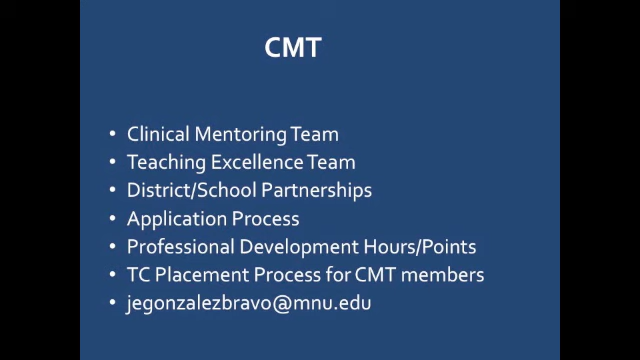 CMT
• Clinical Mentoring Team
• Teaching Excellence Team
• District/School Partnerships
• Application Process
• Professional Development Hours/Points
• TC Placement Process for CMT members
• jegonzalezbravo@mnu.edu